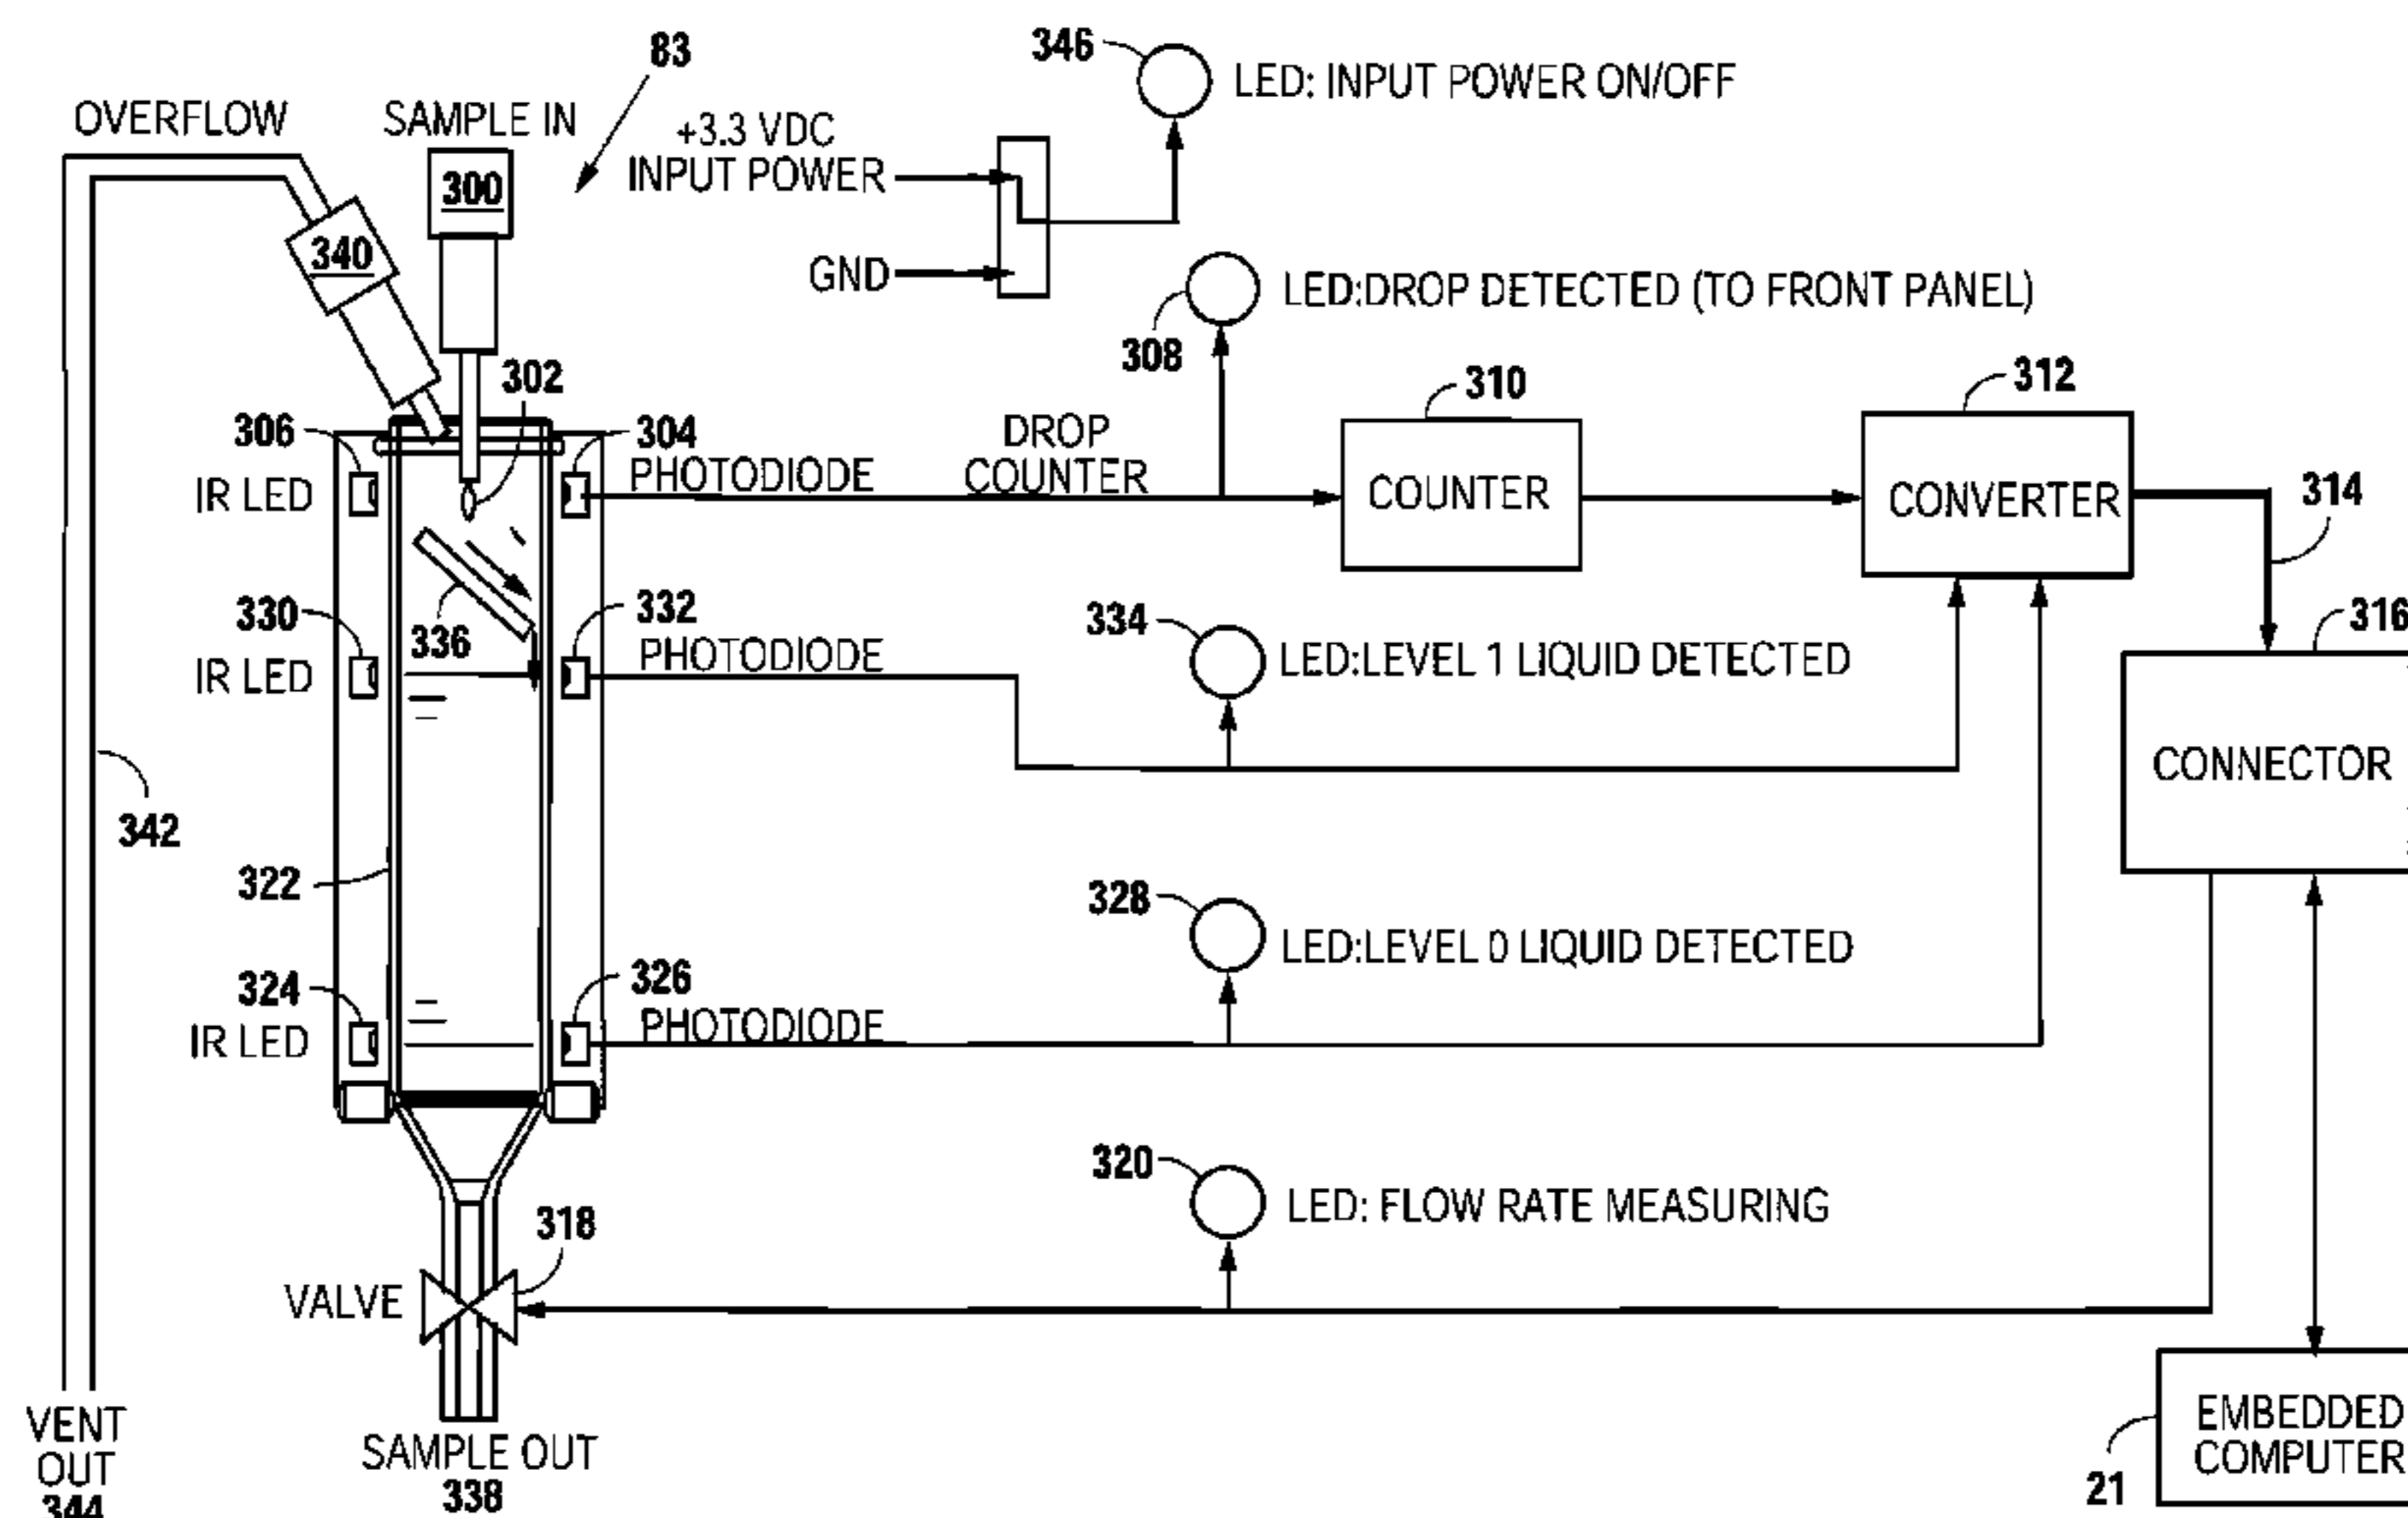 346
LED: INPUT POWER ON/OFF
83
OVERFLOW
SAMPLE IN
+3.3 VDC
INPUT POWER
300
340
GND
LED:DROP DETECTED (TO FRONT PANEL)
308
302
310
312
306
304
DROP
COUNTER
IR LED
PHOTODIODE
COUNTER
CONVERTER
314
330
336
332
334
316
IR LED
PHOTODIODE
LED:LEVEL 1 LIQUID DETECTED
CONNECTOR
342
322
328
LED:LEVEL 0 LIQUID DETECTED
324
326
IR LED
PHOTODIODE
320
LED: FLOW RATE MEASURING
318
VALVE
VENT
OUT
344
SAMPLE OUT
338
EMBEDDED
COMPUTER
21